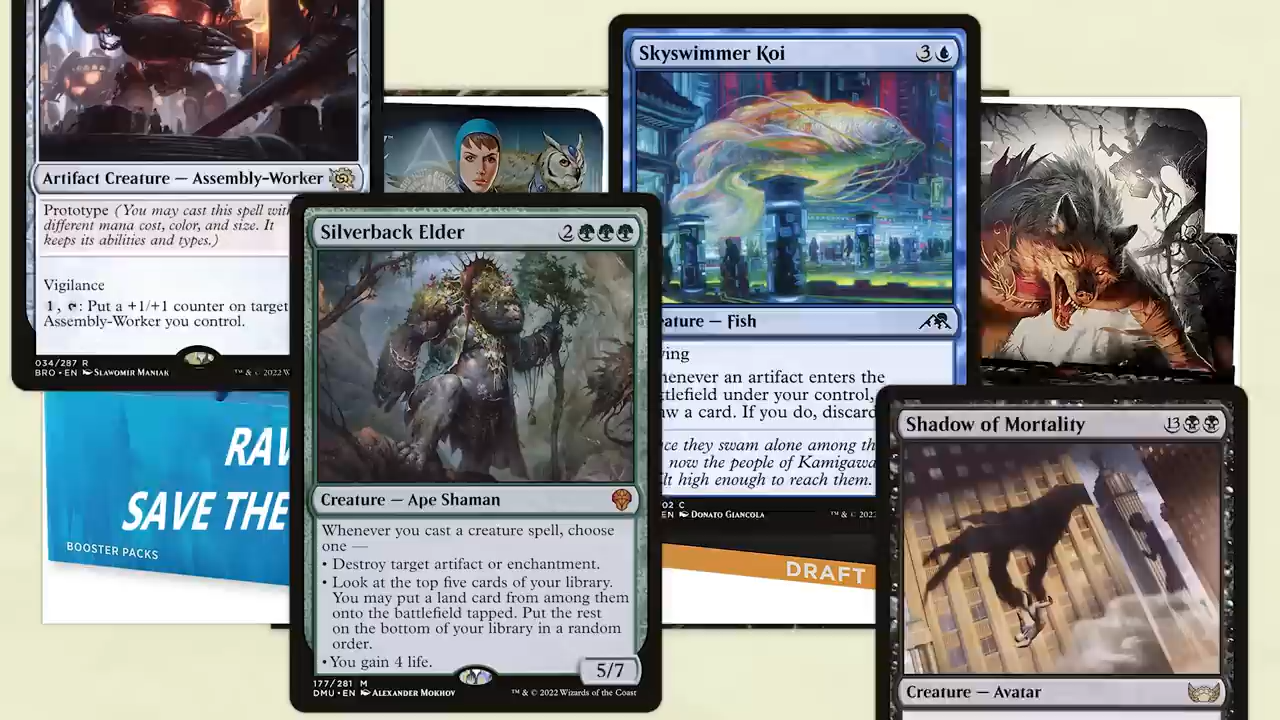 Artifact Creature — Assembly-Worker
Prototype (You may cast this spell with
different mana cost, color, and size. It
keeps its abilities and types.)
Vigilance
1, : Put a +1/+1 counter on target
Assembly-Worker you control.
034/287 R
BRO • EN SLAWOMIR MANIAK ™ & © 2022 W
Silverback Elder 2
Creature — Ape Shaman
Whenever you cast a creature spell, choose
one —
• Destroy target artifact or enchantment.
• Look at the top five cards of your library.
You may put a land card from among them
onto the battlefield tapped. Put the rest
on the bottom of your library in a random
order.
• You gain 4 life.
5/7
177/281 M
DMU • EN ALEXANDER MOKHOV ™ & © 2022 Wizards of the Coast
Skyswimmer Koi 3
eature — Fish
ying
henever an artifact enters the
ttlefield under your control,
aw a card. If you do, discard
ce they swam alone among th
now the people of Kamigawa
lt high enough to reach them.
02 C
EN DONATO GIANCOLA ™ & © 202
Shadow of Mortality 13
Creature — Avatar
RAV
SAVE THE
BOOSTER PACKS
DRAFT